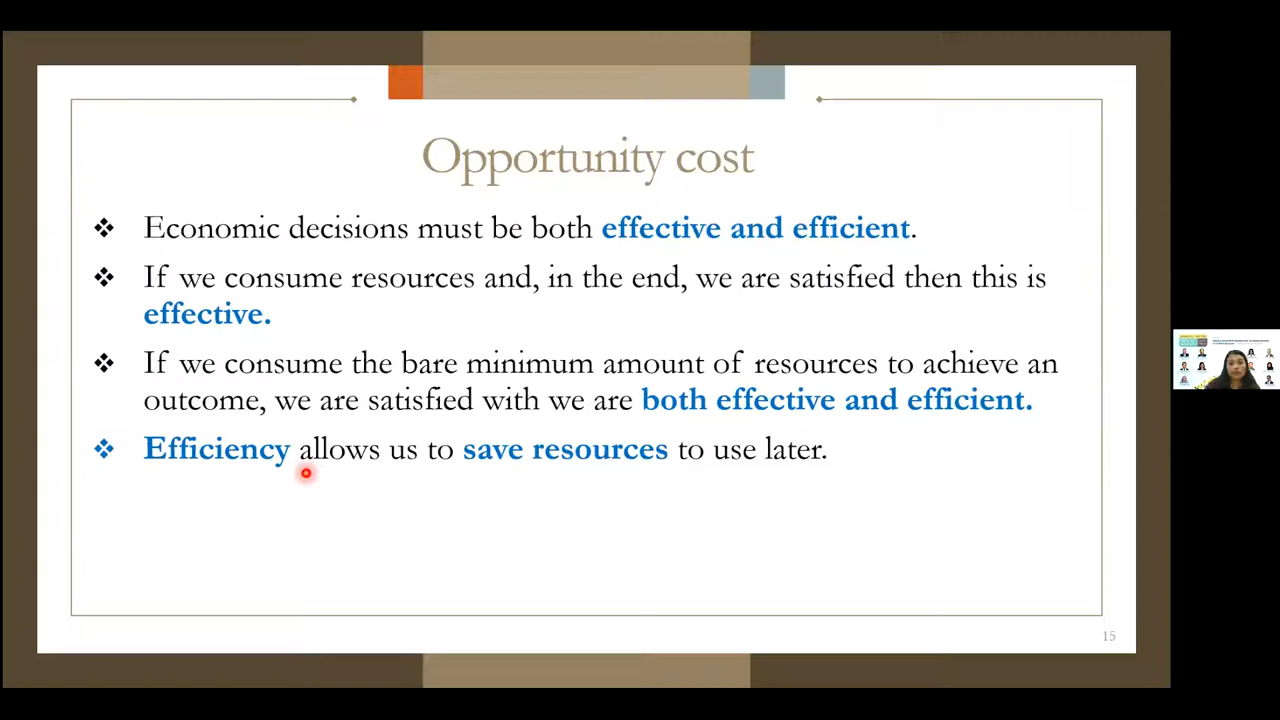 Opportunity cost
Economic decisions must be both effective and efficient.
If we consume resources and, in the end, we are satisfied then this is
effective.
If we consume the bare minimum amount of resources to achieve an
outcome, we are satisfied with we are both effective and efficient.
Efficiency allows us to save resources to use later.
15